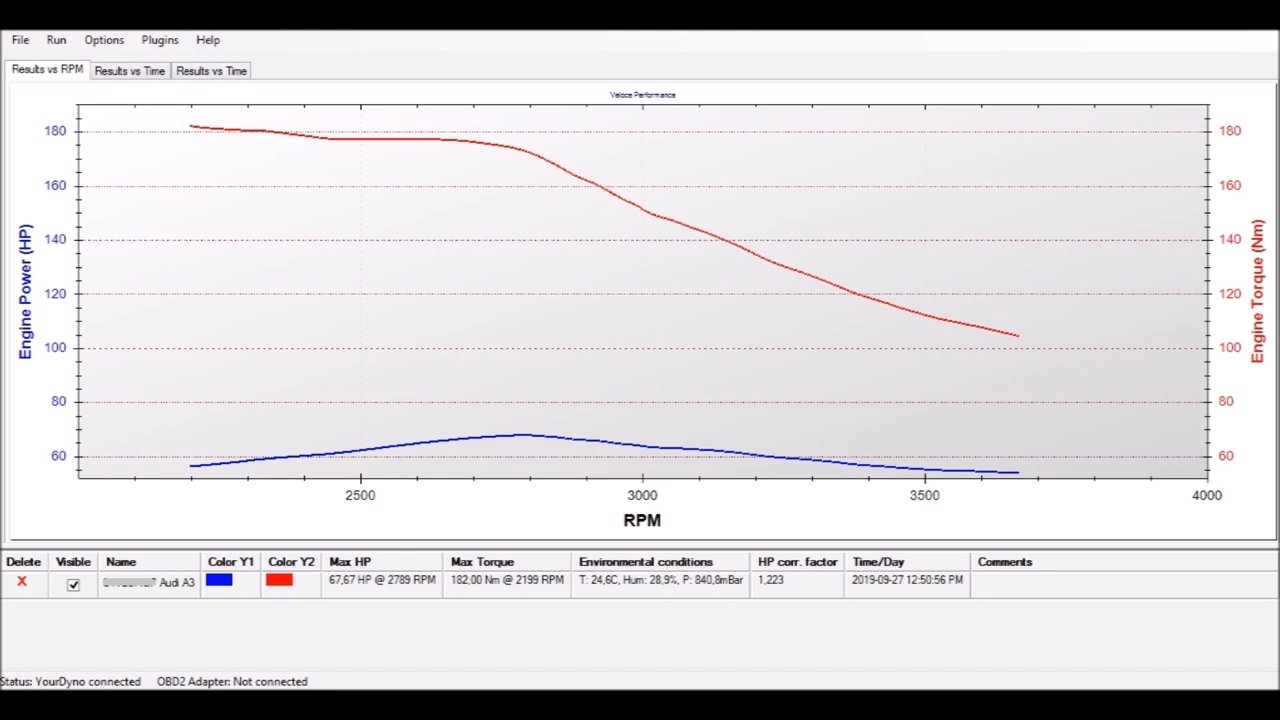 File Run Options Plugins Help
Results vs RPM Results vs Time Results vs Time
Veloce Performance
180 180
160 160
140 140
120 120
100 100
80 80
60 60
Engine Power (HP)
Engine Torque (Nm)
2500 3000 3500 4000
RPM
Delete Visible Name Color Y1 Color Y2 Max HP Max Torque Environmental conditions HP corr. factor Time/Day Comments
X Audi A3 67,67 HP @ 2789 RPM 182,00 Nm @ 2199 RPM T: 24,6C, Hum: 28,9%, P: 840,8mBar 1,223 2019-09-27 12:50:56 PM
Status: YourDyno connected OBD2 Adapter: Not connected